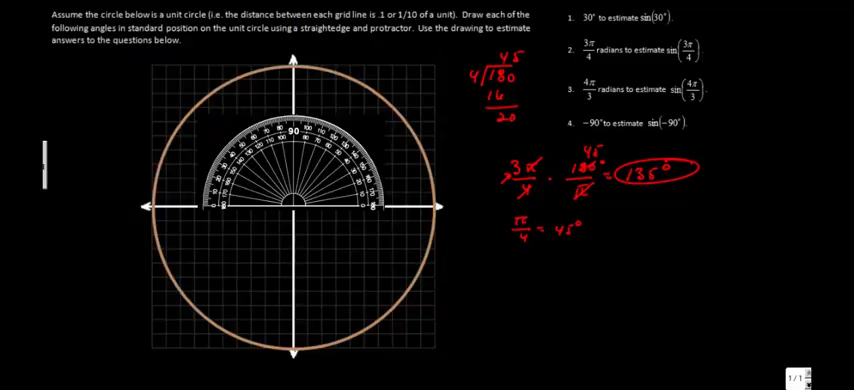 Assume the circle below is a unit circle (i.e. the distance between each grid line is .1 or 1/10 of a unit). Draw each of the
following angles in standard position on the unit circle using a straightedge and protractor. Use the drawing to estimate
answers to the questions below.
1. 30° to estimate sin(30°).
2. 3π/4 radians to estimate sin(3π/4).
3. 4π/3 radians to estimate sin(4π/3).
4. −90° to estimate sin(−90°).
45
4/180
16
20
45
3π/4 · 180°/π = 135°
π/4 = 45°
90
1/1